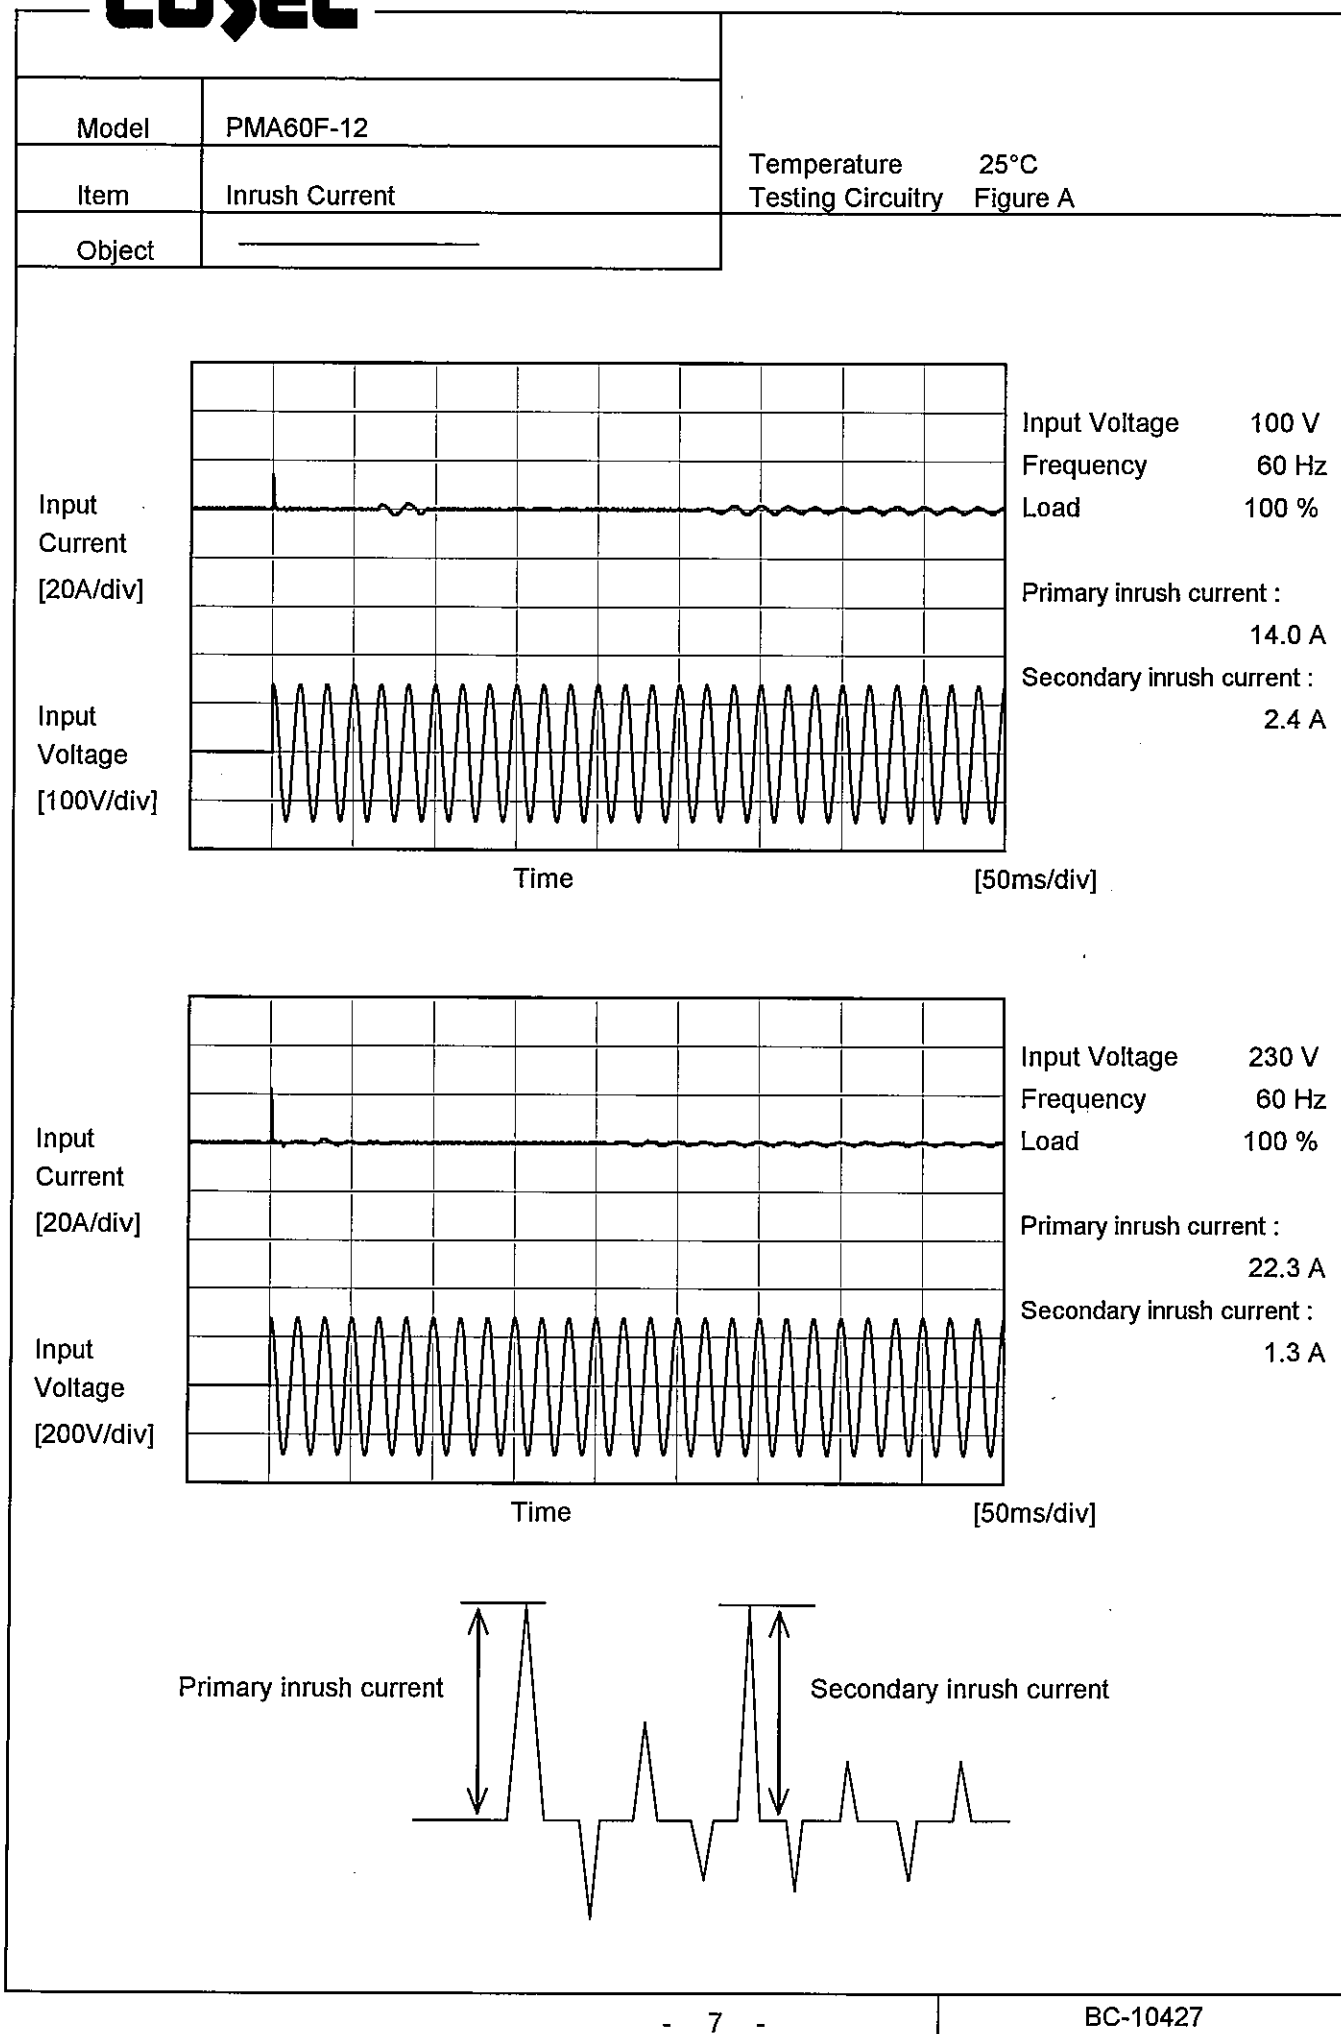 COSEL
Model PMA60F-12
Item Inrush Current
Object
Temperature 25°C
Testing Circuitry Figure A
Input
Current
[20A/div]
Input
Voltage
[100V/div]
Time [50ms/div]
Input Voltage 100 V
Frequency 60 Hz
Load 100 %
Primary inrush current :
14.0 A
Secondary inrush current :
2.4 A
Input
Current
[20A/div]
Input
Voltage
[200V/div]
Time [50ms/div]
Input Voltage 230 V
Frequency 60 Hz
Load 100 %
Primary inrush current :
22.3 A
Secondary inrush current :
1.3 A
Primary inrush current
Secondary inrush current
- 7 -
BC-10427